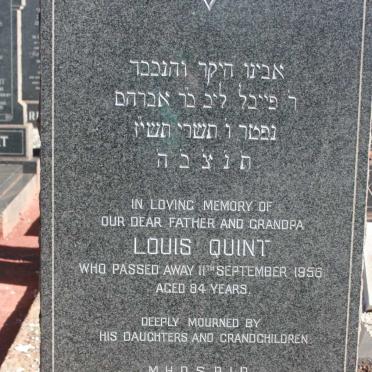 אבינו היקר והנכבד
ר פייבל ליב בר אברהם
נפטר ו תשרי תשיז
ת נ צ ב ה
IN LOVING MEMORY OF
OUR DEAR FATHER AND GRANDPA
LOUIS QUINT
WHO PASSED AWAY 11TH SEPTEMBER 1956
AGED 84 YEARS.
DEEPLY MOURNED BY
HIS DAUGHTERS AND GRANDCHILDREN
M.H.D.S.R.I.P.